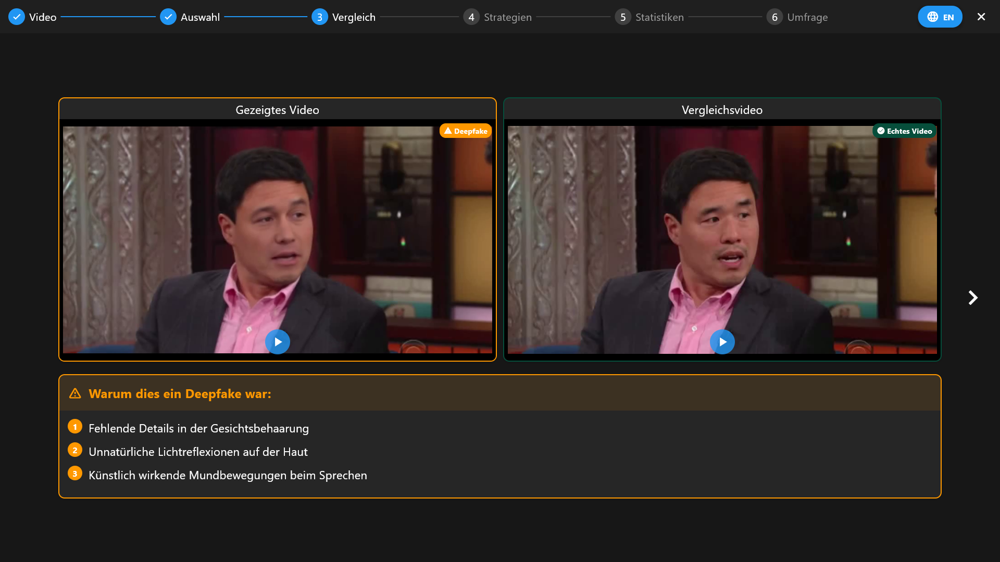 Video
Auswahl
3 Vergleich
4 Strategien
5 Statistiken
6 Umfrage
EN
Gezeigtes Video
Deepfake
Vergleichsvideo
Echtes Video
Warum dies ein Deepfake war:
1 Fehlende Details in der Gesichtsbehaarung
2 Unnatürliche Lichtreflexionen auf der Haut
3 Künstlich wirkende Mundbewegungen beim Sprechen